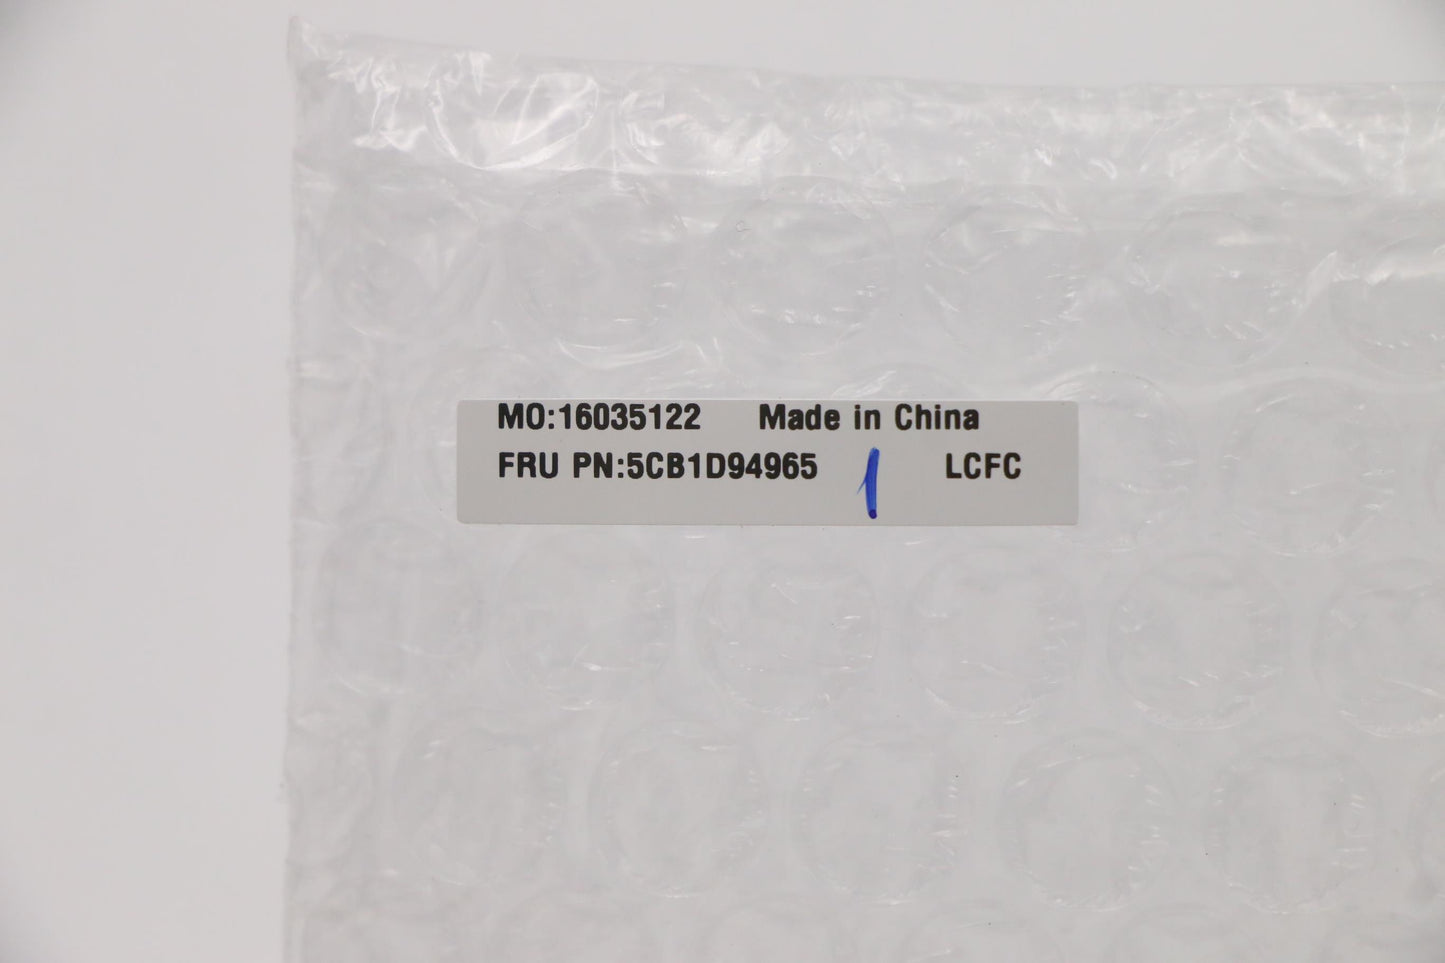 MO:16035122 Made in China
FRU PN:5CB1D94965 1 LCFC